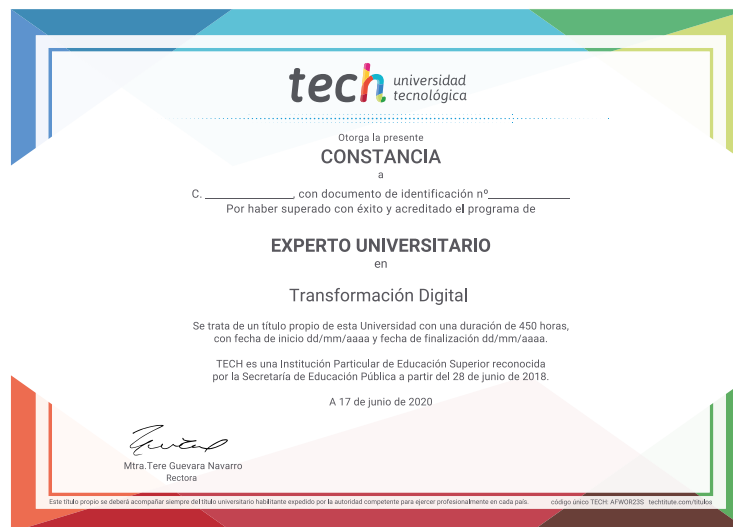 tech universidad
tecnológica
Otorga la presente
CONSTANCIA
a
C. ______________, con documento de identificación nº______________
Por haber superado con éxito y acreditado el programa de
EXPERTO UNIVERSITARIO
en
Transformación Digital
Se trata de un título propio de esta Universidad con una duración de 450 horas,
con fecha de inicio dd/mm/aaaa y fecha de finalización dd/mm/aaaa.
TECH es una Institución Particular de Educación Superior reconocida
por la Secretaría de Educación Pública a partir del 28 de junio de 2018.
A 17 de junio de 2020
Mtra.Tere Guevara Navarro
Rectora
Este título propio se deberá acompañar siempre del título universitario habilitante expedido por la autoridad competente para ejercer profesionalmente en cada país. código único TECH: AFWOR23S techtitute.com/titulos